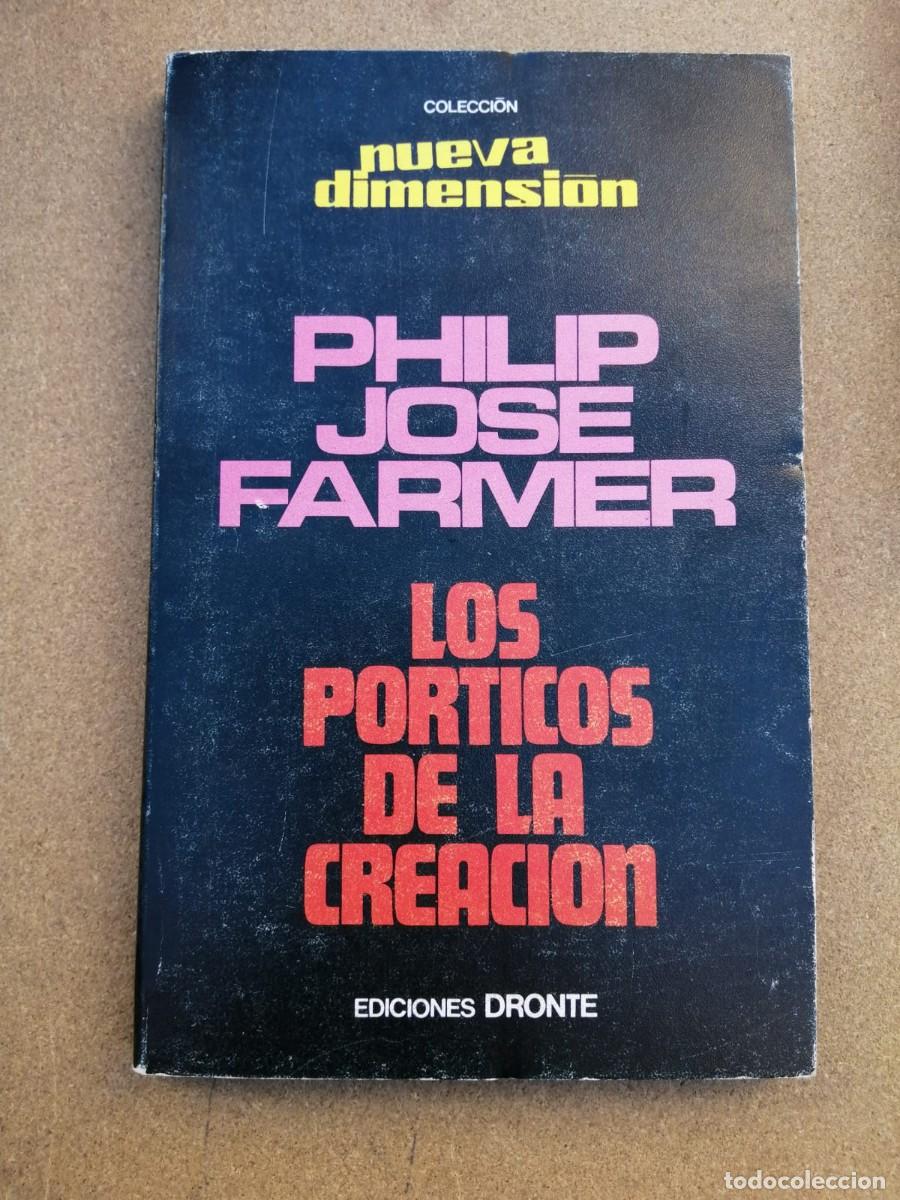 COLECCIÓN
nueva
dimensión
PHILIP
JOSE
FARMER
LOS
PORTICOS
DE LA
CREACION
EDICIONES DRONTE
todocoleccion